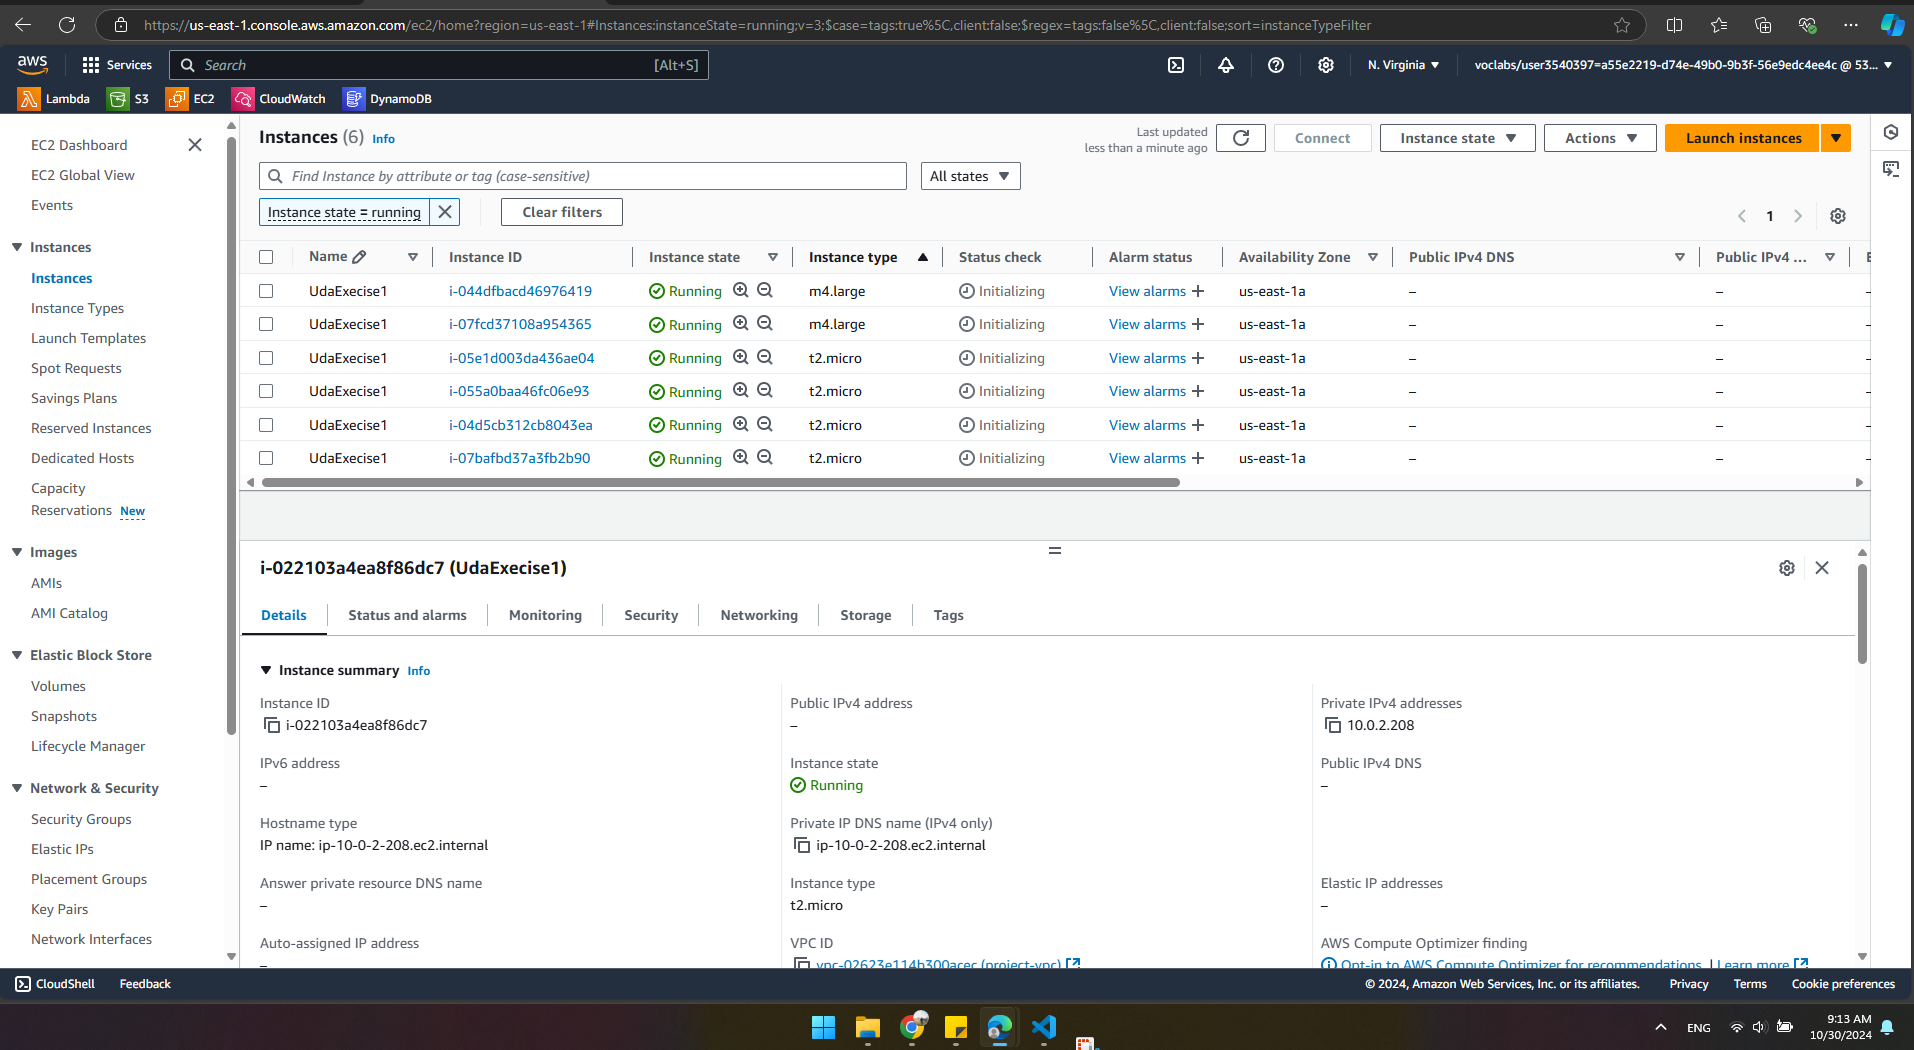 https://us-east-1.console.aws.amazon.com/ec2/home?region=us-east-1#Instances:instanceState=running;v=3;$case=tags:true%5C,client:false;$regex=tags:false%5C,client:false;sort=instanceTypeFilter
aws Services Search [Alt+S] N. Virginia voclabs/user3540397=a55e2219-d74e-49b0-9b3f-56e9edc4ee4c @ 53...
Lambda S3 EC2 CloudWatch DynamoDB
EC2 Dashboard
EC2 Global View
Events
Instances
Instances
Instance Types
Launch Templates
Spot Requests
Savings Plans
Reserved Instances
Dedicated Hosts
Capacity
Reservations New
Images
AMIs
AMI Catalog
Elastic Block Store
Volumes
Snapshots
Lifecycle Manager
Network & Security
Security Groups
Elastic IPs
Placement Groups
Key Pairs
Network Interfaces
Instances (6) Info
Last updated
less than a minute ago
Connect Instance state Actions Launch instances
Find Instance by attribute or tag (case-sensitive) All states
Instance state = running Clear filters
1
Name Instance ID Instance state Instance type Status check Alarm status Availability Zone Public IPv4 DNS Public IPv4 ...
UdaExecise1 i-044dfbacd46976419 Running m4.large Initializing View alarms + us-east-1a – – –
UdaExecise1 i-07fcd37108a954365 Running m4.large Initializing View alarms + us-east-1a – – –
UdaExecise1 i-05e1d003da436ae04 Running t2.micro Initializing View alarms + us-east-1a – – –
UdaExecise1 i-055a0baa46fc06e93 Running t2.micro Initializing View alarms + us-east-1a – – –
UdaExecise1 i-04d5cb312cb8043ea Running t2.micro Initializing View alarms + us-east-1a – – –
UdaExecise1 i-07bafbd37a3fb2b90 Running t2.micro Initializing View alarms + us-east-1a – – –
i-022103a4ea8f86dc7 (UdaExecise1)
Details Status and alarms Monitoring Security Networking Storage Tags
Instance summary Info
Instance ID
i-022103a4ea8f86dc7
Public IPv4 address
–
Private IPv4 addresses
10.0.2.208
IPv6 address
–
Instance state
Running
Public IPv4 DNS
–
Hostname type
IP name: ip-10-0-2-208.ec2.internal
Private IP DNS name (IPv4 only)
ip-10-0-2-208.ec2.internal
Answer private resource DNS name
–
Instance type
t2.micro
Elastic IP addresses
–
Auto-assigned IP address
–
VPC ID
vpc-02623e114b300acec (project-vpc)
AWS Compute Optimizer finding
Opt-in to AWS Compute Optimizer for recommendations. | Learn more
CloudShell Feedback © 2024, Amazon Web Services, Inc. or its affiliates. Privacy Terms Cookie preferences
ENG 9:13 AM
10/30/2024